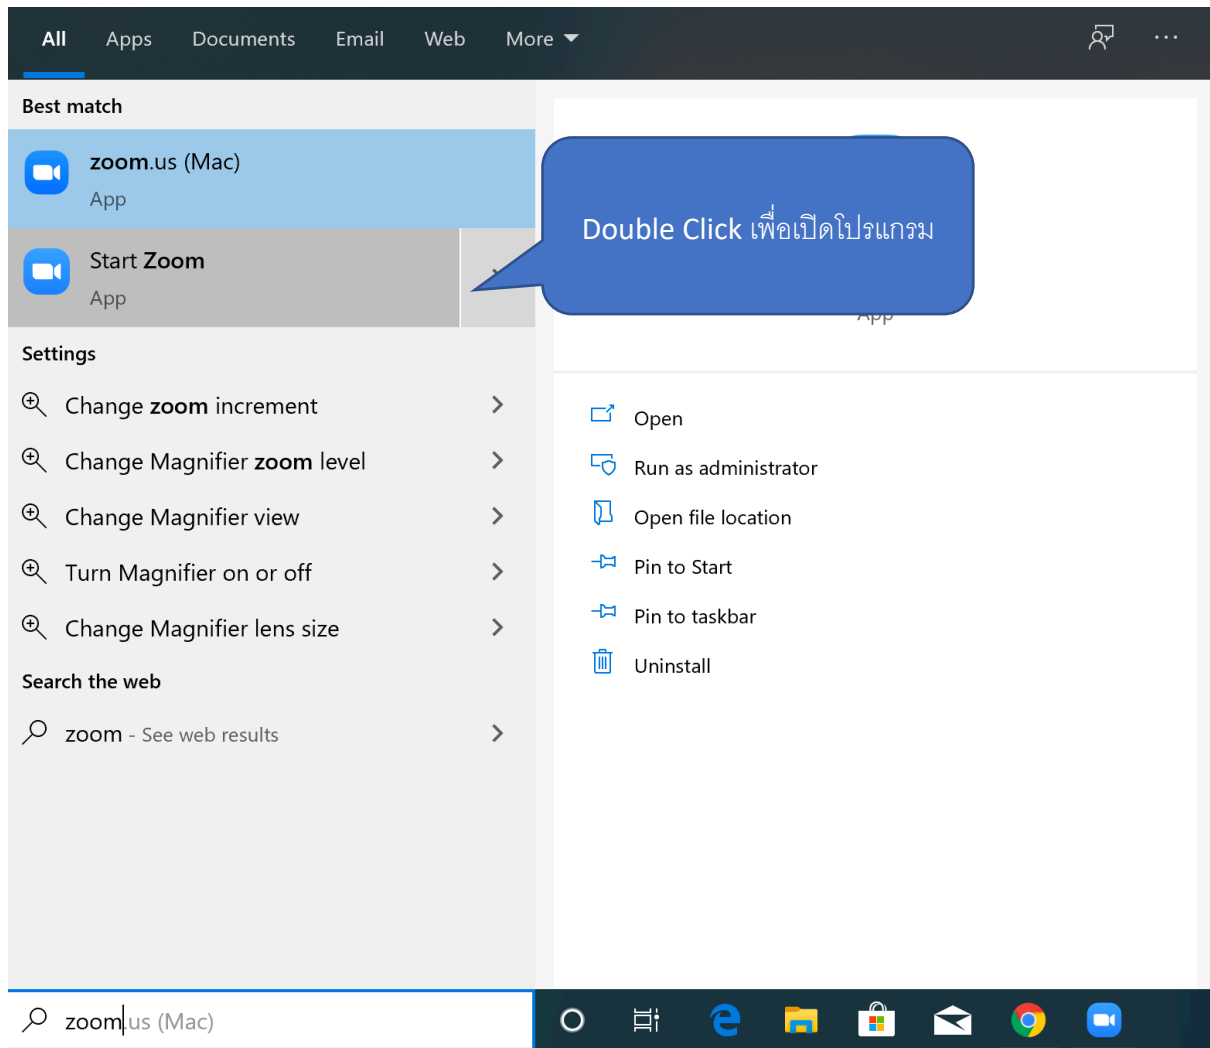 All Apps Documents Email Web More
Best match
zoom.us (Mac)
App
Double Click เพื่อเปิดโปรแกรม
Start Zoom
App
App
Settings
Change zoom increment
Change Magnifier zoom level
Change Magnifier view
Turn Magnifier on or off
Change Magnifier lens size
Search the web
zoom - See web results
Open
Run as administrator
Open file location
Pin to Start
Pin to taskbar
Uninstall
zoom.us (Mac)